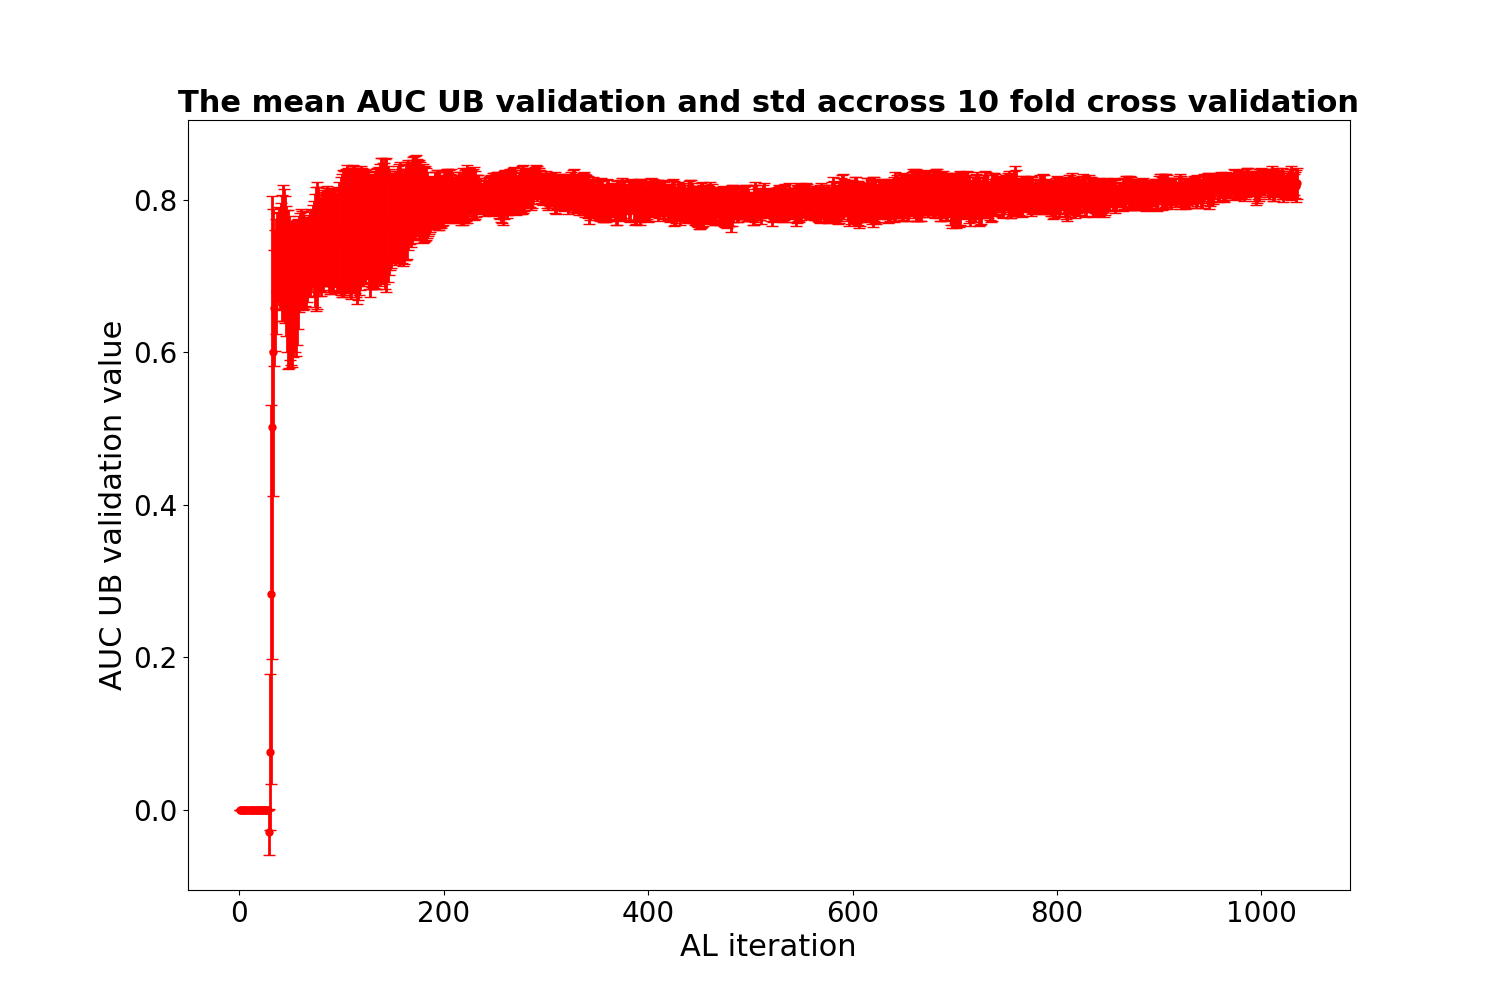 The mean AUC UB validation and std accross 10 fold cross validation
AUC UB validation value
0.8
0.6
0.4
0.2
0.0
0 200 400 600 800 1000
AL iteration